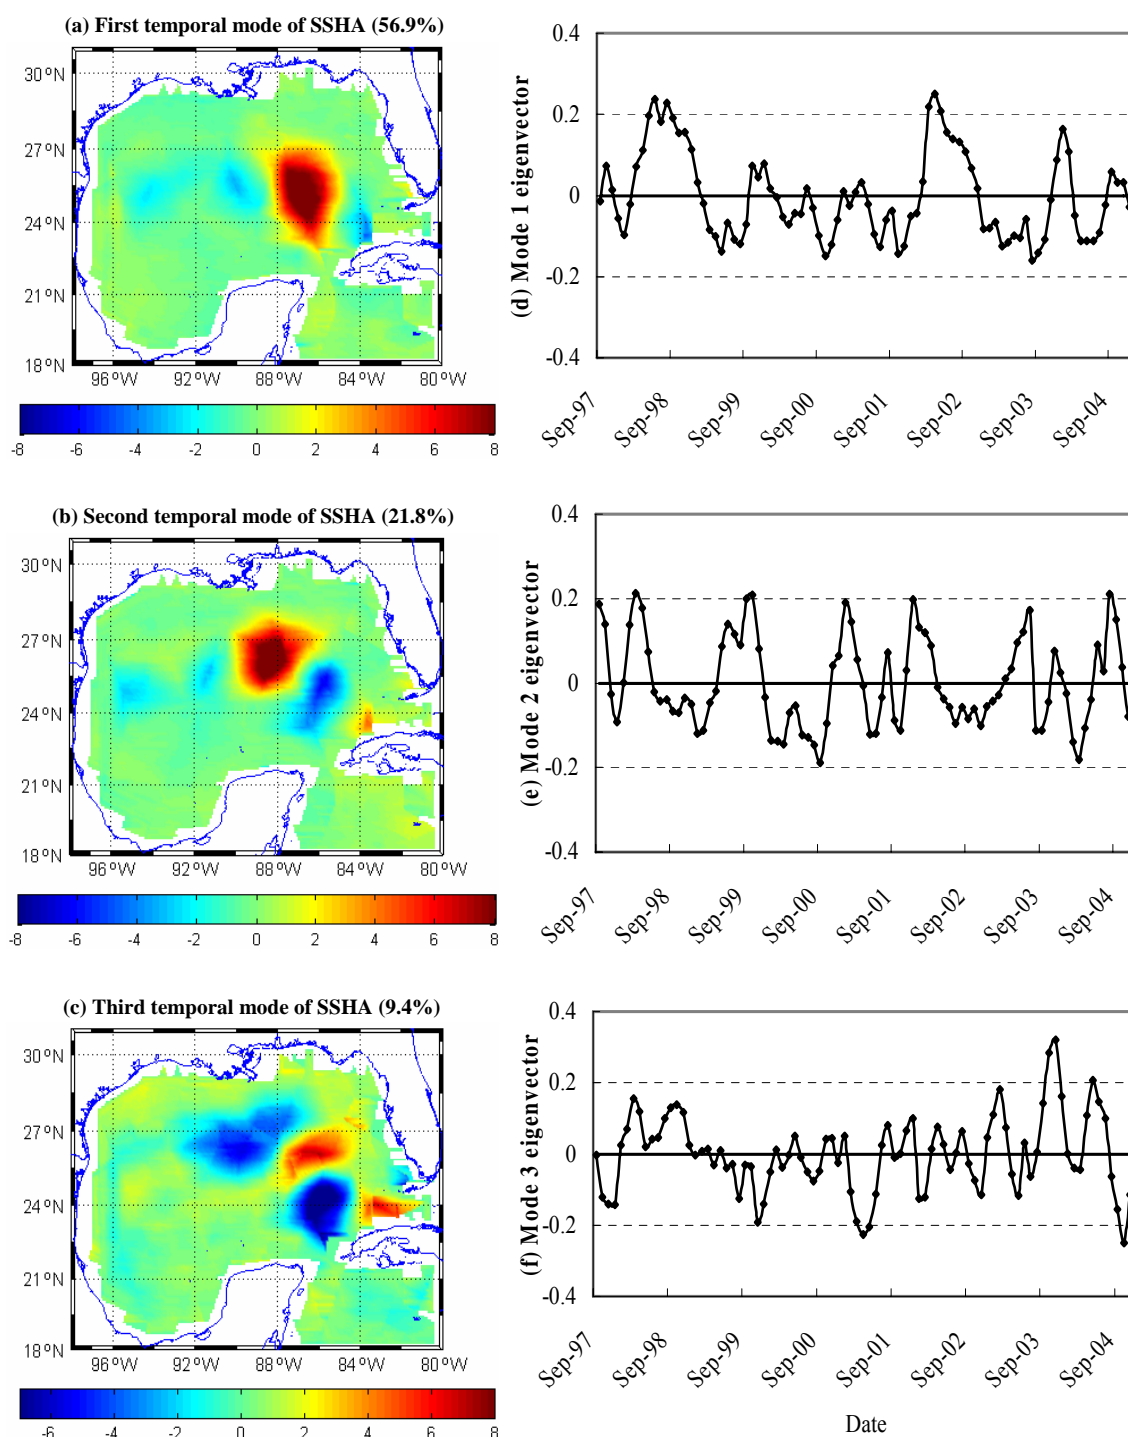 (a) First temporal mode of SSHA (56.9%)
30°N
27°N
24°N
21°N
18°N
96°W 92°W 88°W 84°W 80°W
-8 -6 -4 -2 0 2 4 6 8
(d) Mode 1 eigenvector
0.4
0.2
0
-0.2
-0.4
Sep-97 Sep-98 Sep-99 Sep-00 Sep-01 Sep-02 Sep-03 Sep-04
(b) Second temporal mode of SSHA (21.8%)
30°N
27°N
24°N
21°N
18°N
96°W 92°W 88°W 84°W 80°W
-8 -6 -4 -2 0 2 4 6 8
(e) Mode 2 eigenvector
0.4
0.2
0
-0.2
-0.4
Sep-97 Sep-98 Sep-99 Sep-00 Sep-01 Sep-02 Sep-03 Sep-04
(c) Third temporal mode of SSHA (9.4%)
30°N
27°N
24°N
21°N
18°N
96°W 92°W 88°W 84°W 80°W
-6 -4 -2 0 2 4 6 8
(f) Mode 3 eigenvector
0.4
0.2
0
-0.2
-0.4
Sep-97 Sep-98 Sep-99 Sep-00 Sep-01 Sep-02 Sep-03 Sep-04
Date